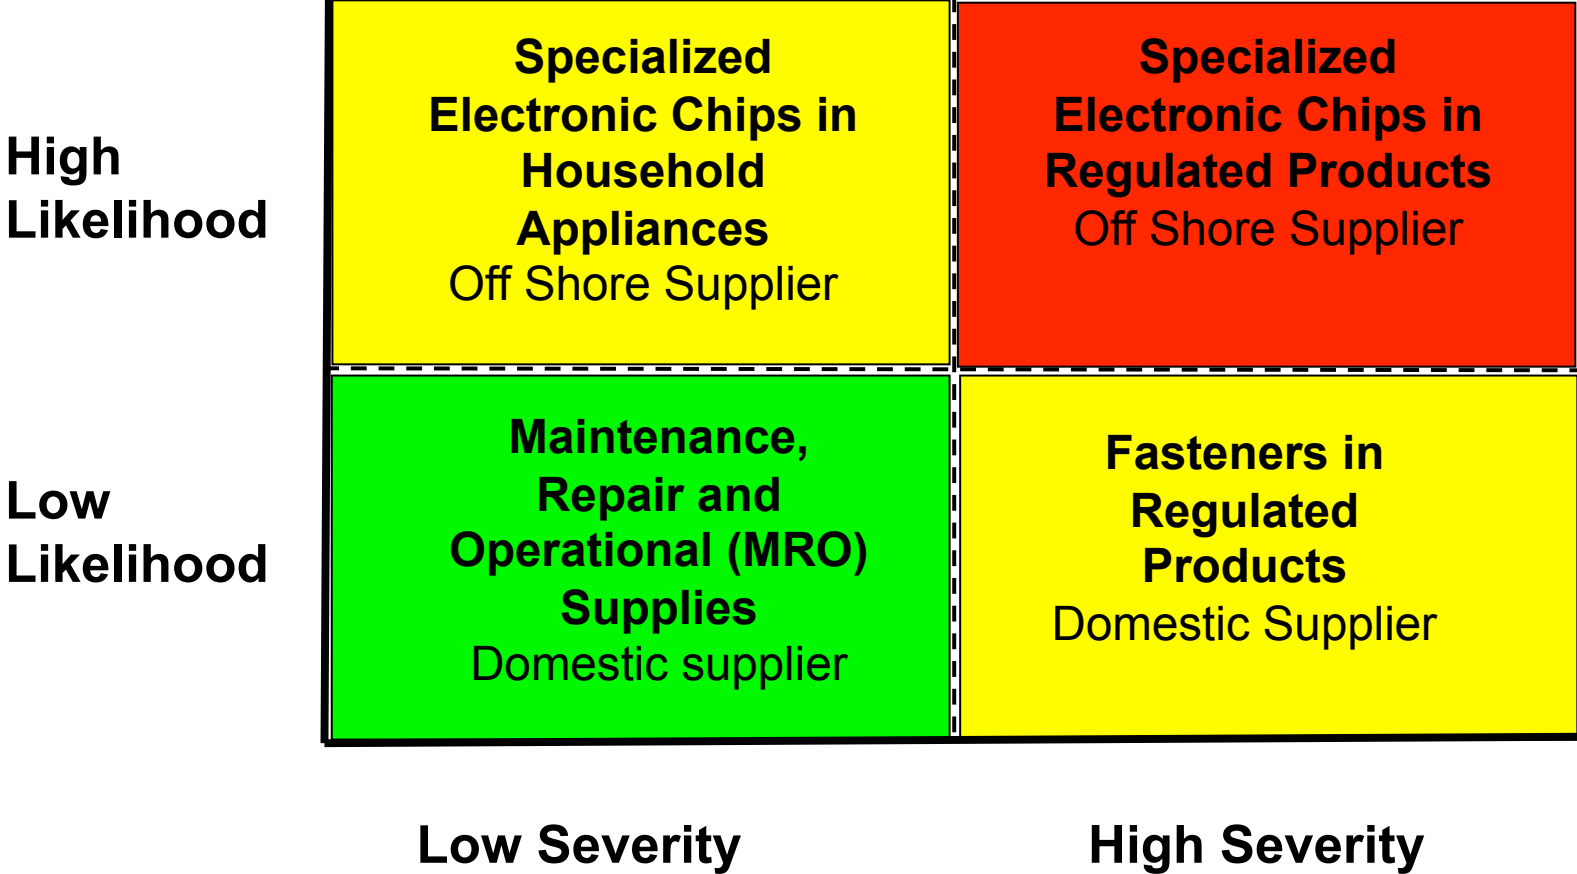 High
Likelihood
Specialized
Electronic Chips in
Household
Appliances
Off Shore Supplier
Specialized
Electronic Chips in
Regulated Products
Off Shore Supplier
Low
Likelihood
Maintenance,
Repair and
Operational (MRO)
Supplies
Domestic supplier
Fasteners in
Regulated
Products
Domestic Supplier
Low Severity
High Severity